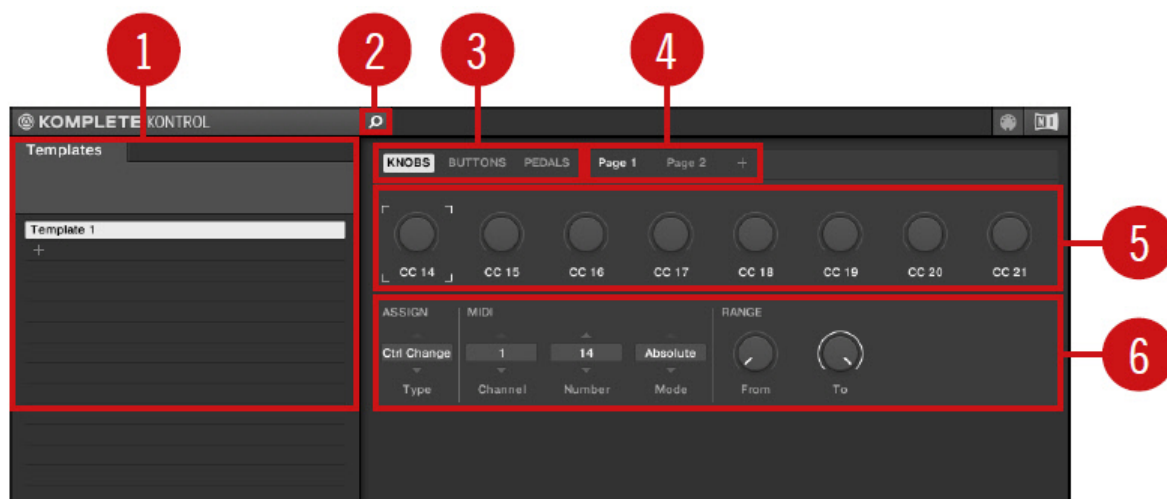 1 2 3 4
KOMPLETE KONTROL
Templates
KNOBS BUTTONS PEDALS Page 1 Page 2 +
Template 1
+
CC 14 CC 15 CC 16 CC 17 CC 18 CC 19 CC 20 CC 21
5
ASSIGN MIDI RANGE
Ctrl Change 1 14 Absolute
6
Type Channel Number Mode From To